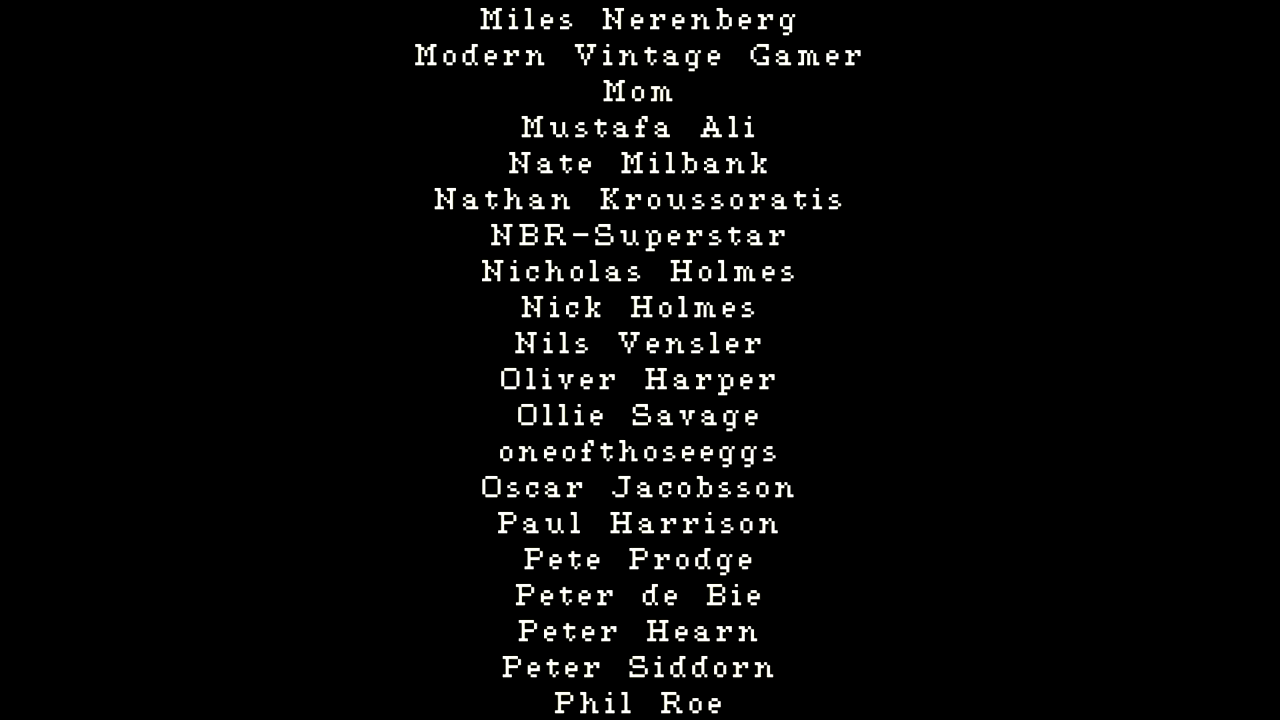 Miles Nerenberg
Modern Vintage Gamer
Mom
Mustafa Ali
Nate Milbank
Nathan Kroussoratis
NBR-Superstar
Nicholas Holmes
Nick Holmes
Nils Vensler
Oliver Harper
Ollie Savage
oneofthoseeggs
Oscar Jacobsson
Paul Harrison
Pete Prodge
Peter de Bie
Peter Hearn
Peter Siddorn
Phil Roe